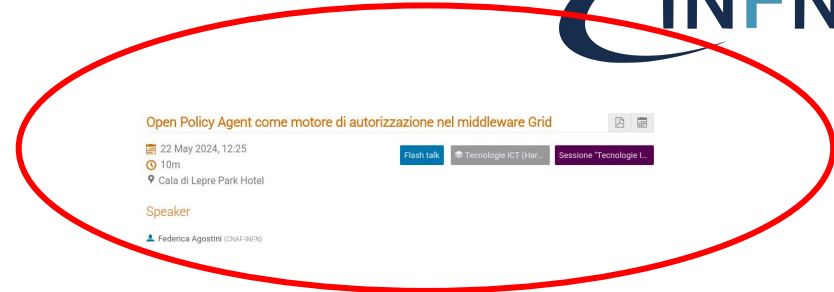 INFN
Open Policy Agent come motore di autorizzazione nel middleware Grid
22 May 2024, 12:25
Flash talk
Tecnologie ICT (Har...
Sessione "Tecnologie I...
10m
Cala di Lepre Park Hotel
Speaker
Federica Agostini (CNAF-INFN)